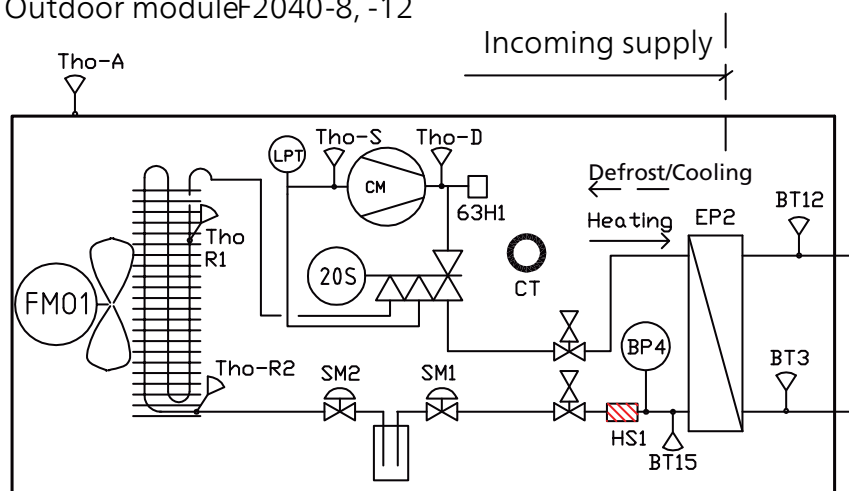 Outdoor moduleF2040-8, -12
Incoming supply
Tho-A
LPT
Tho-S
Tho-D
CM
63H1
Defrost/Cooling
Heating
EP2
BT12
Tho
R1
20S
CT
FM01
BP4
Tho-R2
SM2
SM1
BT3
HS1
BT15